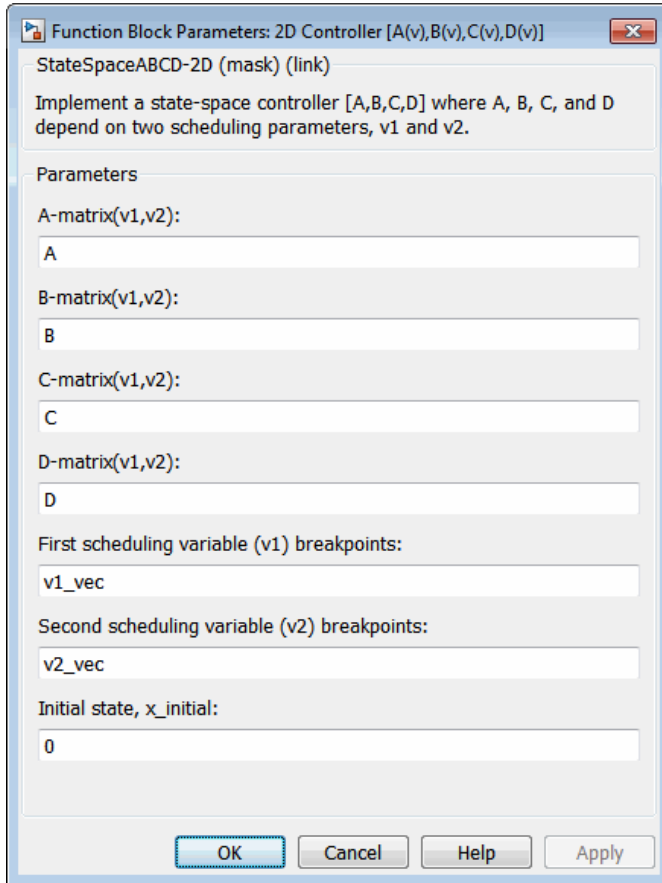 Function Block Parameters: 2D Controller [A(v),B(v),C(v),D(v)]
StateSpaceABCD-2D (mask) (link)
Implement a state-space controller [A,B,C,D] where A, B, C, and D
depend on two scheduling parameters, v1 and v2.
Parameters
A-matrix(v1,v2):
A
B-matrix(v1,v2):
B
C-matrix(v1,v2):
C
D-matrix(v1,v2):
D
First scheduling variable (v1) breakpoints:
v1_vec
Second scheduling variable (v2) breakpoints:
v2_vec
Initial state, x_initial:
0
OK Cancel Help Apply